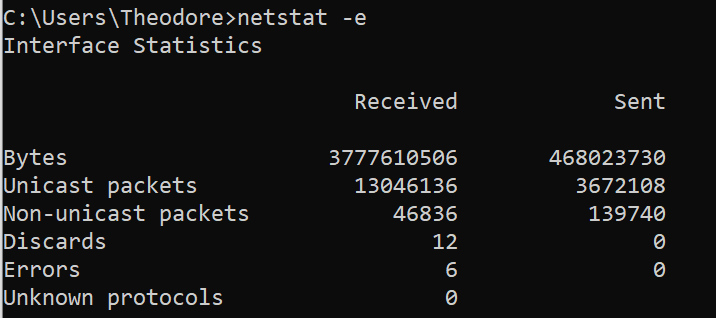 C:\Users\Theodore>netstat -e
Interface Statistics
Received Sent
Bytes 3777610506 468023730
Unicast packets 13046136 3672108
Non-unicast packets 46836 139740
Discards 12 0
Errors 6 0
Unknown protocols 0